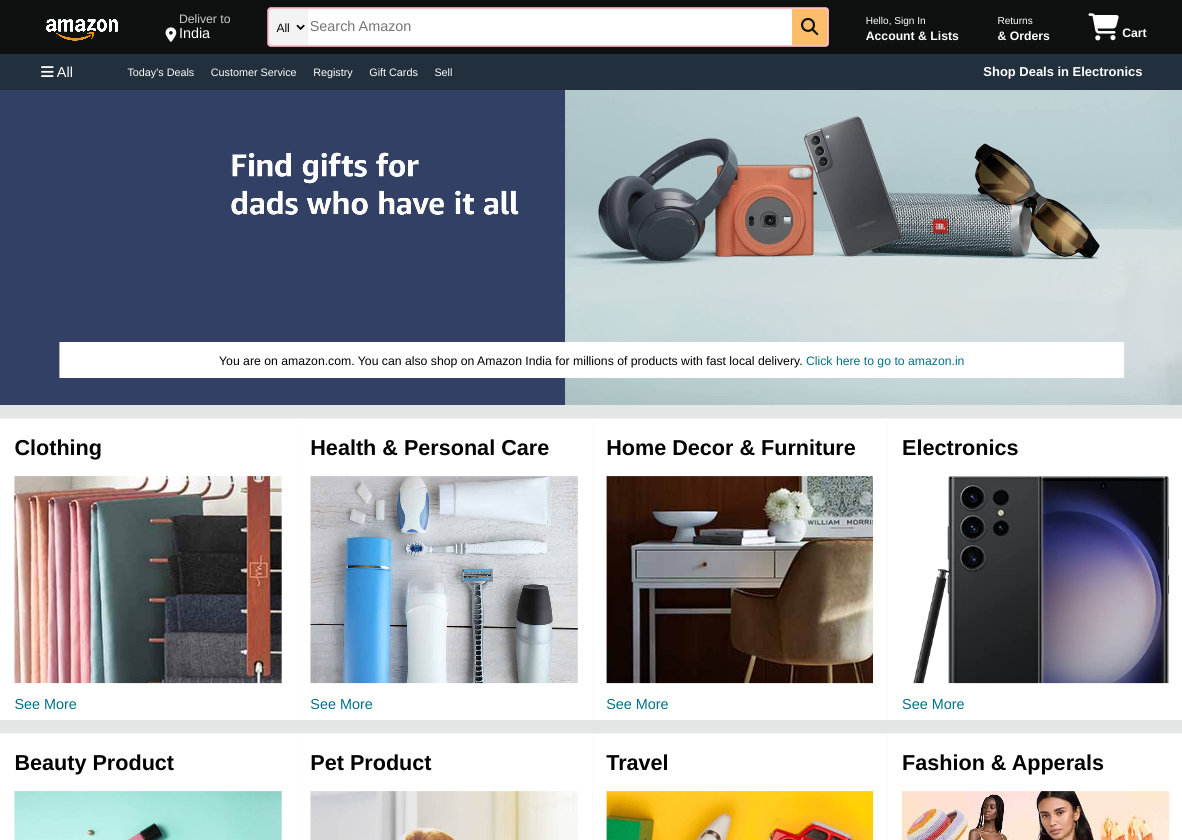 amazon
Deliver to
India
All
Search Amazon
Hello, Sign In
Account & Lists
Returns
& Orders
Cart
All
Today's Deals
Customer Service
Registry
Gift Cards
Sell
Shop Deals in Electronics
Find gifts for
dads who have it all
JBL
You are on amazon.com. You can also shop on Amazon India for millions of products with fast local delivery. Click here to go to amazon.in
Clothing
Health & Personal Care
Home Decor & Furniture
Electronics
WILLIAM MORRI
See More
See More
See More
See More
Beauty Product
Pet Product
Travel
Fashion & Apperals